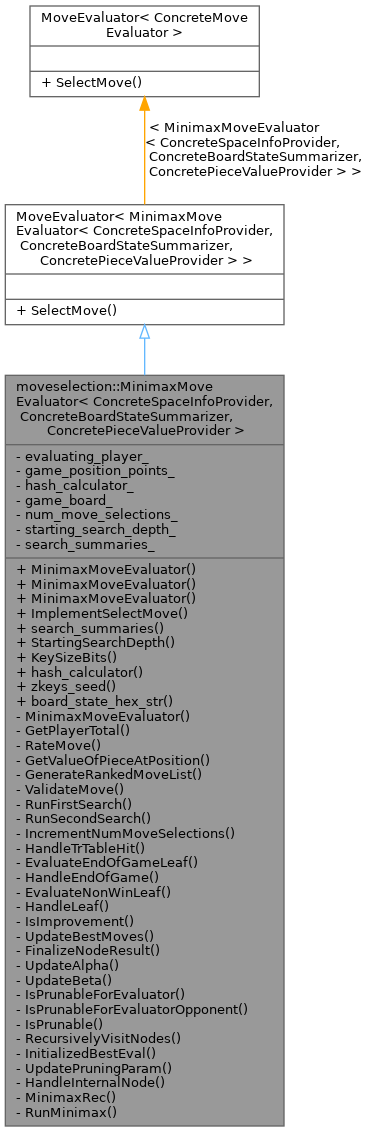 MoveEvaluator< ConcreteMove
Evaluator >
+ SelectMove()
< MinimaxMoveEvaluator
< ConcreteSpaceInfoProvider,
ConcreteBoardStateSummarizer,
ConcretePieceValueProvider > >
MoveEvaluator< MinimaxMove
Evaluator< ConcreteSpaceInfoProvider,
ConcreteBoardStateSummarizer,
ConcretePieceValueProvider > >
+ SelectMove()
moveselection::MinimaxMove
Evaluator< ConcreteSpaceInfoProvider,
ConcreteBoardStateSummarizer,
ConcretePieceValueProvider >
- evaluating_player_
- game_position_points_
- hash_calculator_
- game_board_
- num_move_selections_
- starting_search_depth_
- search_summaries_
+ MinimaxMoveEvaluator()
+ MinimaxMoveEvaluator()
+ MinimaxMoveEvaluator()
+ ImplementSelectMove()
+ search_summaries()
+ StartingSearchDepth()
+ KeySizeBits()
+ hash_calculator()
+ zkeys_seed()
+ board_state_hex_str()
- MinimaxMoveEvaluator()
- GetPlayerTotal()
- RateMove()
- GetValueOfPieceAtPosition()
- GenerateRankedMoveList()
- ValidateMove()
- RunFirstSearch()
- RunSecondSearch()
- IncrementNumMoveSelections()
- HandleTrTableHit()
- EvaluateEndOfGameLeaf()
- HandleEndOfGame()
- EvaluateNonWinLeaf()
- HandleLeaf()
- IsImprovement()
- UpdateBestMoves()
- FinalizeNodeResult()
- UpdateAlpha()
- UpdateBeta()
- IsPrunableForEvaluator()
- IsPrunableForEvaluatorOpponent()
- IsPrunable()
- RecursivelyVisitNodes()
- InitializedBestEval()
- UpdatePruningParam()
- HandleInternalNode()
- MinimaxRec()
- RunMinimax()